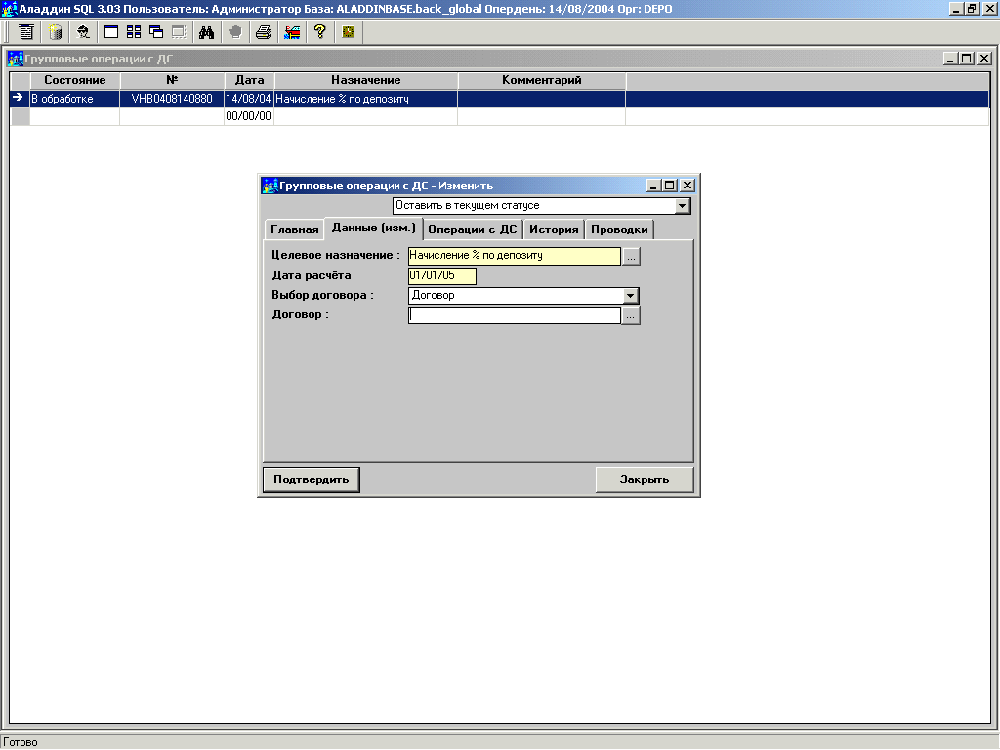 Аладдин SQL 3.03 Пользователь: Администратор База: ALADDINBASE.back_global Опердень: 14/08/2004 Орг: DEPO
Групповые операции с ДС
Состояние № Дата Назначение Комментарий
В обработке VHB0408140880 14/08/04 Начисление % по депозиту
00/00/00
Групповые операции с ДС - Изменить
Оставить в текущем статусе
Главная Данные (изм.) Операции с ДС История Проводки
Целевое назначение : Начисление % по депозиту ...
Дата расчёта 01/01/05
Выбор договора : Договор
Договор : ...
Подтвердить Закрыть
Готово